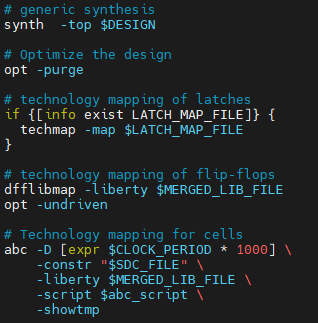 # generic synthesis
synth  -top $DESIGN
# Optimize the design
opt -purge
# technology mapping of latches
if {[info exist LATCH_MAP_FILE]} {
  techmap -map $LATCH_MAP_FILE
}
# technology mapping of flip-flops
dfflibmap -liberty $MERGED_LIB_FILE
opt -undriven
# Technology mapping for cells
abc -D [expr $CLOCK_PERIOD * 1000] \
    -constr "$SDC_FILE" \
    -liberty $MERGED_LIB_FILE \
    -script $abc_script \
    -showtmp